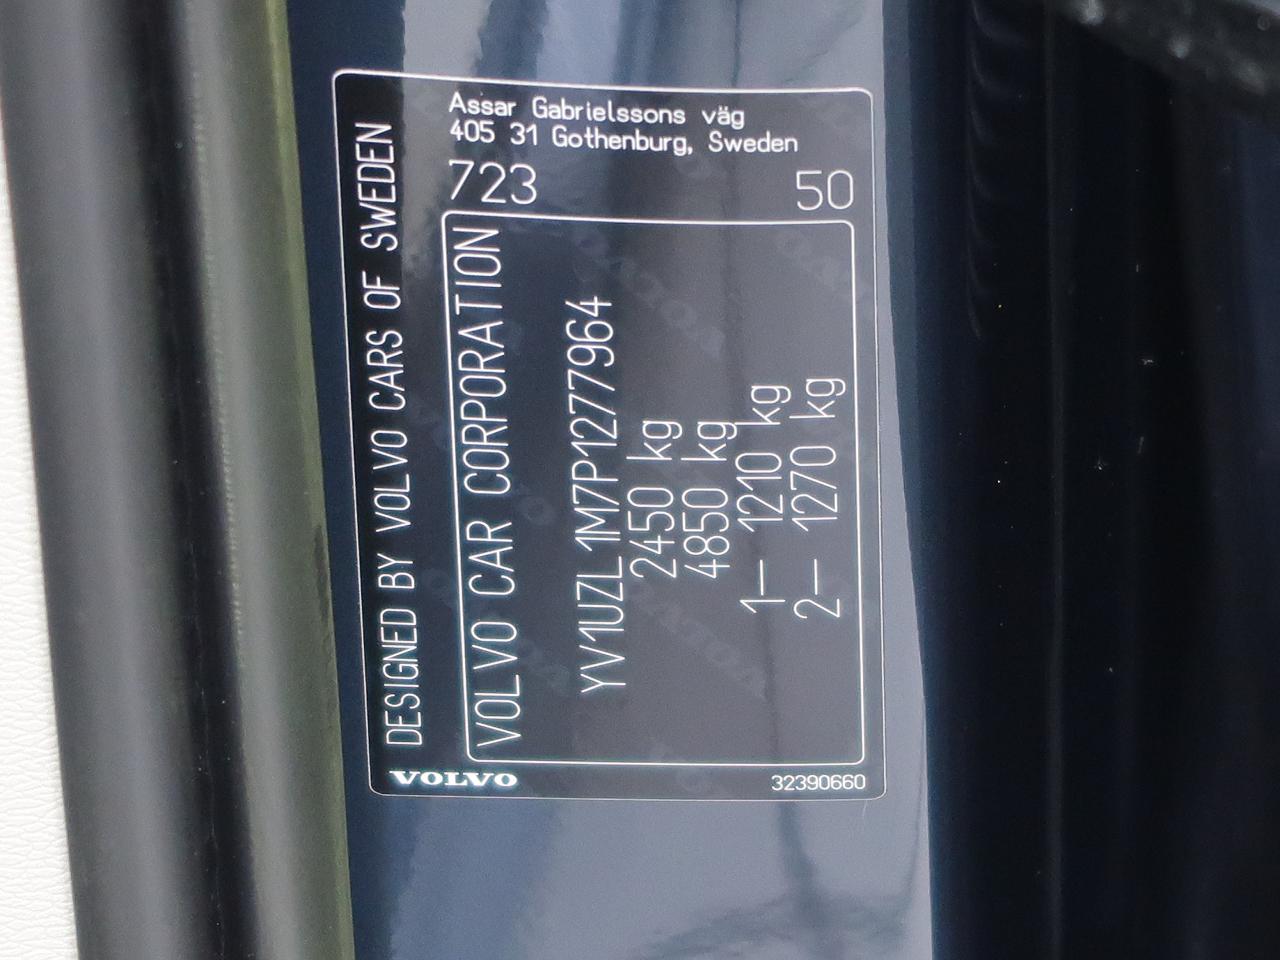 Assar Gabrielssons väg
405 31 Gothenburg, Sweden
723
50
DESIGNED BY VOLVO CARS OF SWEDEN
VOLVO CAR CORPORATION
YV1UZL1M7P1277964
2450 kg
4850 kg
1– 1210 kg
2– 1270 kg
VOLVO
32390660